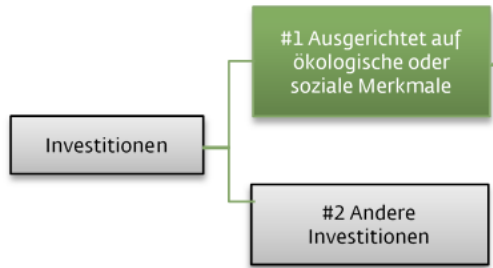 #1 Ausgerichtet auf
ökologische oder
soziale Merkmale
Investitionen
#2 Andere
Investitionen